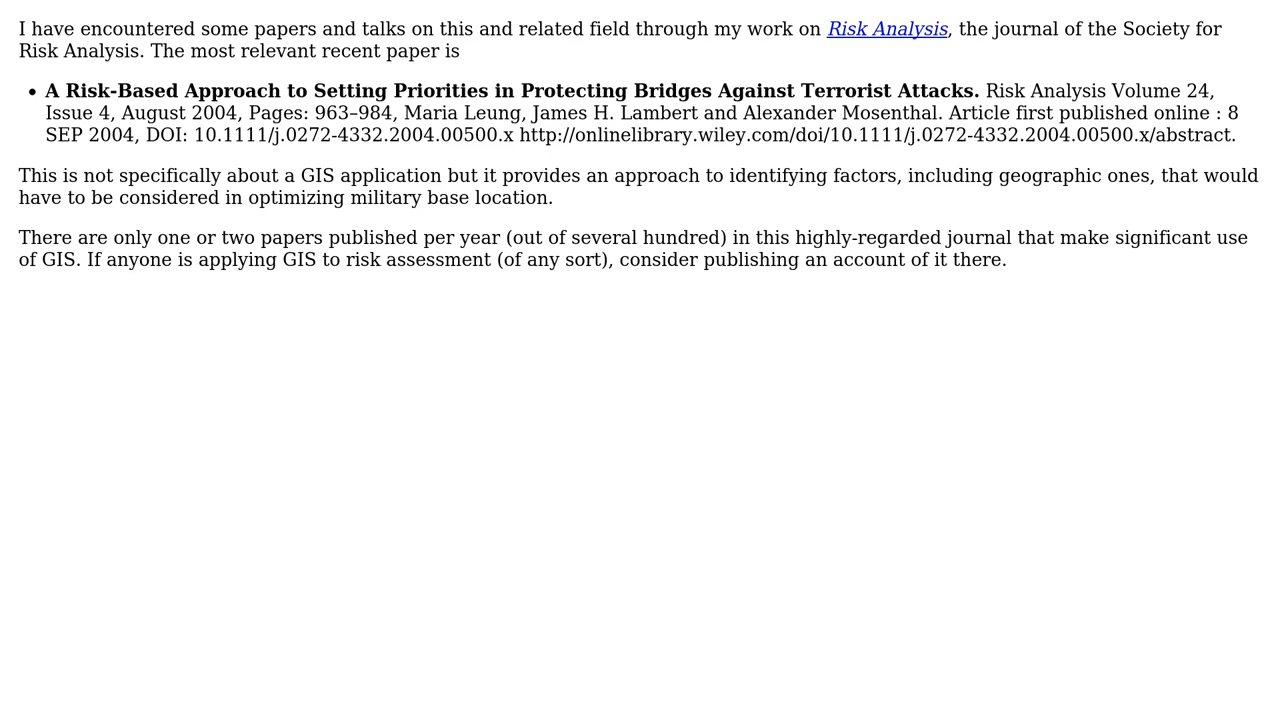 I have encountered some papers and talks on this and related field through my work on Risk Analysis, the journal of the Society for
Risk Analysis. The most relevant recent paper is
• A Risk-Based Approach to Setting Priorities in Protecting Bridges Against Terrorist Attacks. Risk Analysis Volume 24,
Issue 4, August 2004, Pages: 963–984, Maria Leung, James H. Lambert and Alexander Mosenthal. Article first published online : 8
SEP 2004, DOI: 10.1111/j.0272-4332.2004.00500.x http://onlinelibrary.wiley.com/doi/10.1111/j.0272-4332.2004.00500.x/abstract.
This is not specifically about a GIS application but it provides an approach to identifying factors, including geographic ones, that would
have to be considered in optimizing military base location.
There are only one or two papers published per year (out of several hundred) in this highly-regarded journal that make significant use
of GIS. If anyone is applying GIS to risk assessment (of any sort), consider publishing an account of it there.